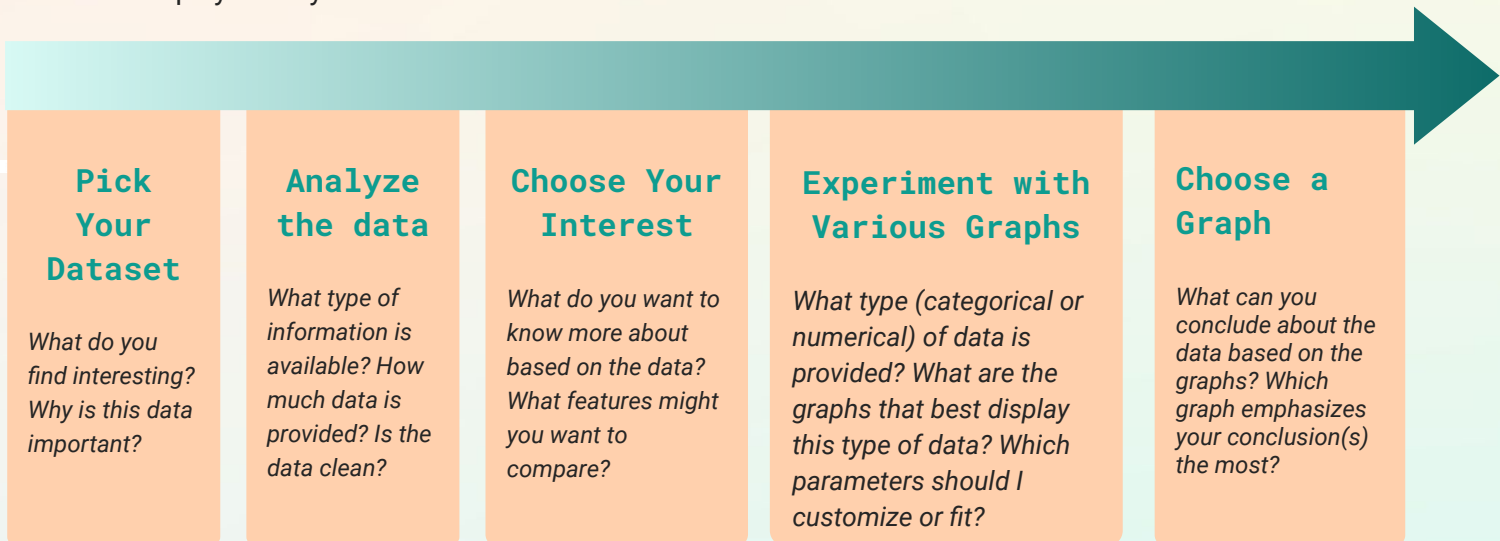 Pick
Your
Dataset
What do you
find interesting?
Why is this data
important?
Analyze
the data
What type of
information is
available? How
much data is
provided? Is the
data clean?
Choose Your
Interest
What do you want to
know more about
based on the data?
What features might
you want to
compare?
Experiment with
Various Graphs
What type (categorical or
numerical) of data is
provided? What are the
graphs that best display
this type of data? Which
parameters should I
customize or fit?
Choose a
Graph
What can you
conclude about the
data based on the
graphs? Which
graph emphasizes
your conclusion(s)
the most?